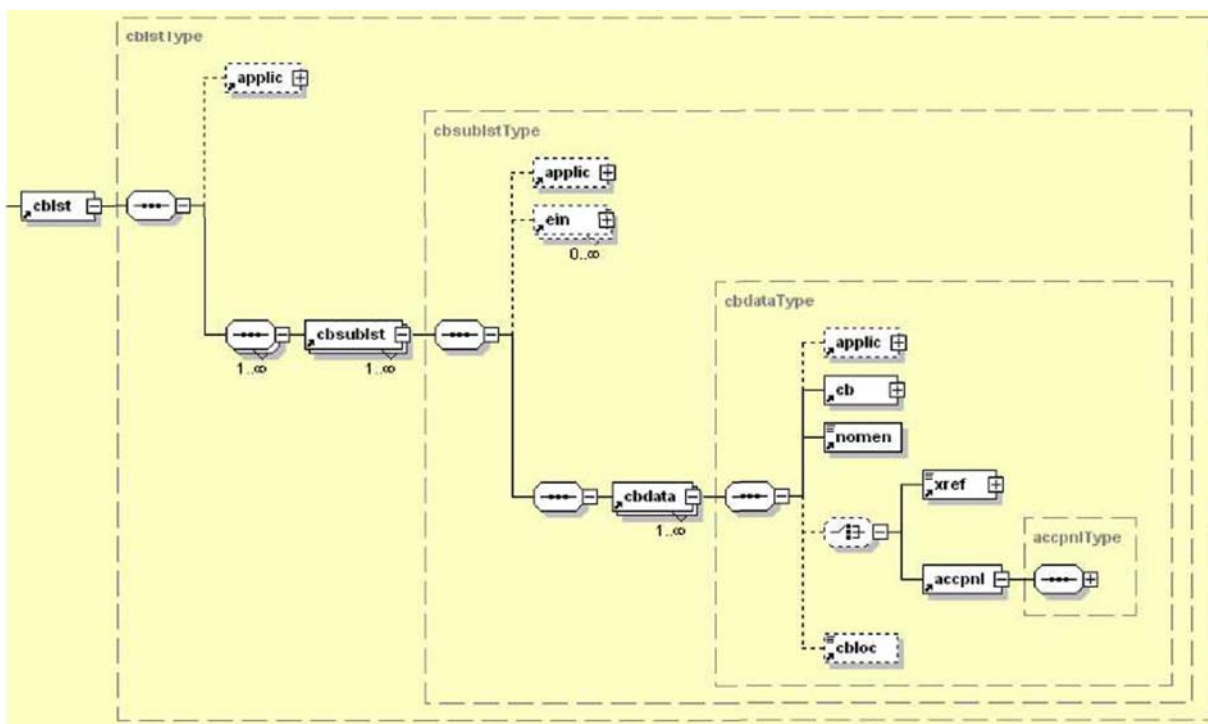 cblstType
applic
cbsublstType
applic
cblst
ein
0..∞
cbdataType
cbsublst
applic
1..∞
1..∞
cb
nomen
xref
cbdata
1..∞
accpnlType
accpnl
cbloc